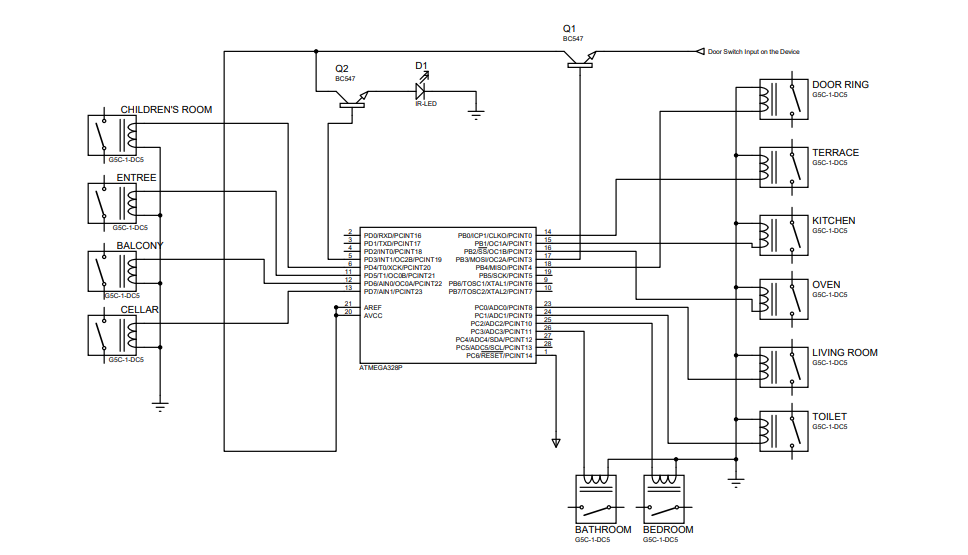 Q1
BC547
Door Switch Input on the Device
Q2
BC547
D1
IR-LED
DOOR RING
G5C-1-DC5
CHILDREN'S ROOM
G5C-1-DC5
TERRACE
G5C-1-DC5
ENTREE
G5C-1-DC5
KITCHEN
G5C-1-DC5
BALCONY
G5C-1-DC5
OVEN
G5C-1-DC5
CELLAR
G5C-1-DC5
LIVING ROOM
G5C-1-DC5
TOILET
G5C-1-DC5
2 PD0/RXD/PCINT16
3 PD1/TXD/PCINT17
4 PD2/INT0/PCINT18
5 PD3/INT1/OC2B/PCINT19
6 PD4/T0/XCK/PCINT20
11 PD5/T1/OC0B/PCINT21
12 PD6/AIN0/OC0A/PCINT22
13 PD7/AIN1/PCINT23
21 AREF
20 AVCC
PB0/ICP1/CLKO/PCINT0 14
PB1/OC1A/PCINT1 15
PB2/SS/OC1B/PCINT2 16
PB3/MOSI/OC2A/PCINT3 17
PB4/MISO/PCINT4 18
PB5/SCK/PCINT5 19
PB6/TOSC1/XTAL1/PCINT6 9
PB7/TOSC2/XTAL2/PCINT7 10
PC0/ADC0/PCINT8 23
PC1/ADC1/PCINT9 24
PC2/ADC2/PCINT10 25
PC3/ADC3/PCINT11 26
PC4/ADC4/SDA/PCINT12 27
PC5/ADC5/SCL/PCINT13 28
PC6/RESET/PCINT14 1
ATMEGA328P
BATHROOM
G5C-1-DC5
BEDROOM
G5C-1-DC5